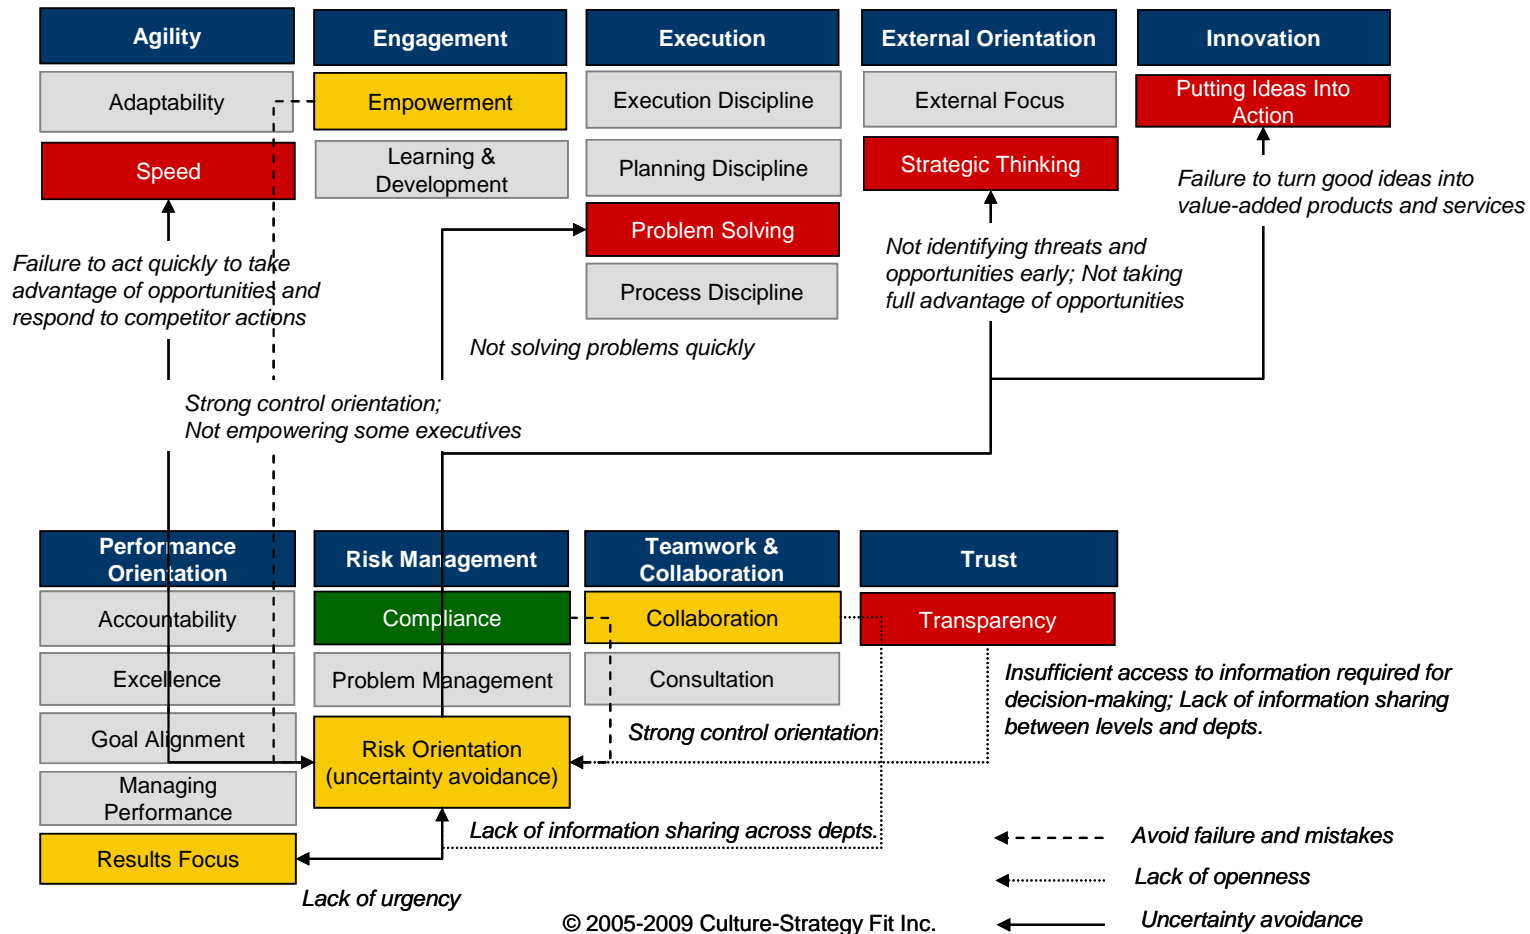 Agility
Engagement
Execution
External Orientation
Innovation
Adaptability
Empowerment
Execution Discipline
External Focus
Putting Ideas Into
Action
Speed
Learning &
Development
Planning Discipline
Strategic Thinking
Problem Solving
Process Discipline
Failure to turn good ideas into
value-added products and services
Failure to act quickly to take
advantage of opportunities and
respond to competitor actions
Not identifying threats and
opportunities early; Not taking
full advantage of opportunities
Not solving problems quickly
Strong control orientation;
Not empowering some executives
Performance
Orientation
Risk Management
Teamwork &
Collaboration
Trust
Accountability
Compliance
Collaboration
Transparency
Excellence
Problem Management
Consultation
Goal Alignment
Risk Orientation
(uncertainty avoidance)
Managing
Performance
Results Focus
Insufficient access to information required for
decision-making; Lack of information sharing
between levels and depts.
Strong control orientation
Lack of information sharing across depts.
Lack of urgency
Avoid failure and mistakes
Lack of openness
Uncertainty avoidance
© 2005-2009 Culture-Strategy Fit Inc.